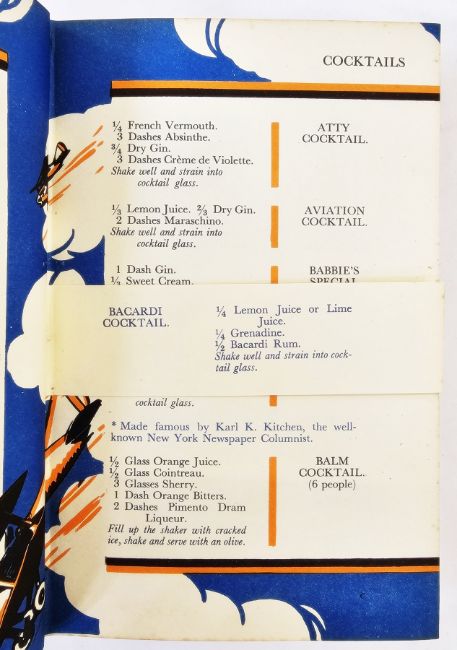 COCKTAILS
¼ French Vermouth.
3 Dashes Absinthe.
¾ Dry Gin.
3 Dashes Crème de Violette.
Shake well and strain into
cocktail glass.
ATTY
COCKTAIL.
⅓ Lemon Juice. ⅔ Dry Gin.
2 Dashes Maraschino.
Shake well and strain into
cocktail glass.
AVIATION
COCKTAIL.
1 Dash Gin.
¼ Sweet Cream.
BABBIE'S
SPECIAL
BACARDI
COCKTAIL.
¼ Lemon Juice or Lime
Juice.
¼ Grenadine.
½ Bacardi Rum.
Shake well and strain into cock-
tail glass.
cocktail glass.
* Made famous by Karl K. Kitchen, the well-
known New York Newspaper Columnist.
½ Glass Orange Juice.
½ Glass Cointreau.
3 Glasses Sherry.
1 Dash Orange Bitters.
2 Dashes Pimento Dram
Liqueur.
Fill up the shaker with cracked
ice, shake and serve with an olive.
BALM
COCKTAIL.
(6 people)